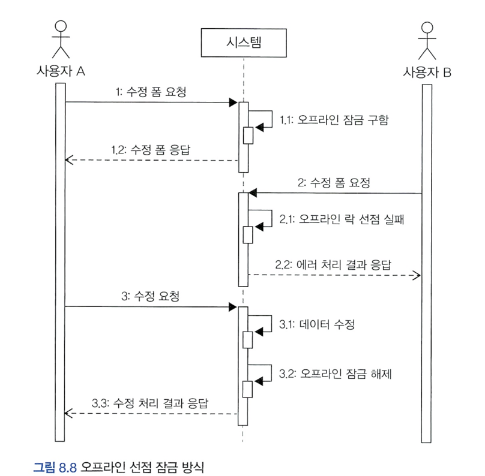 시스템
사용자 A
사용자 B
1: 수정 폼 요청
1.1: 오프라인 잠금 구함
1.2: 수정 폼 응답
2: 수정 폼 요정
2.1: 오프라인 락 선점 실패
2.2: 에러 처리 결과 응답
3: 수정 요청
3.1: 데이터 수정
3.2: 오프라인 잠금 해제
3.3: 수정 처리 결과 응답
그림 8.8 오프라인 선점 잠금 방식